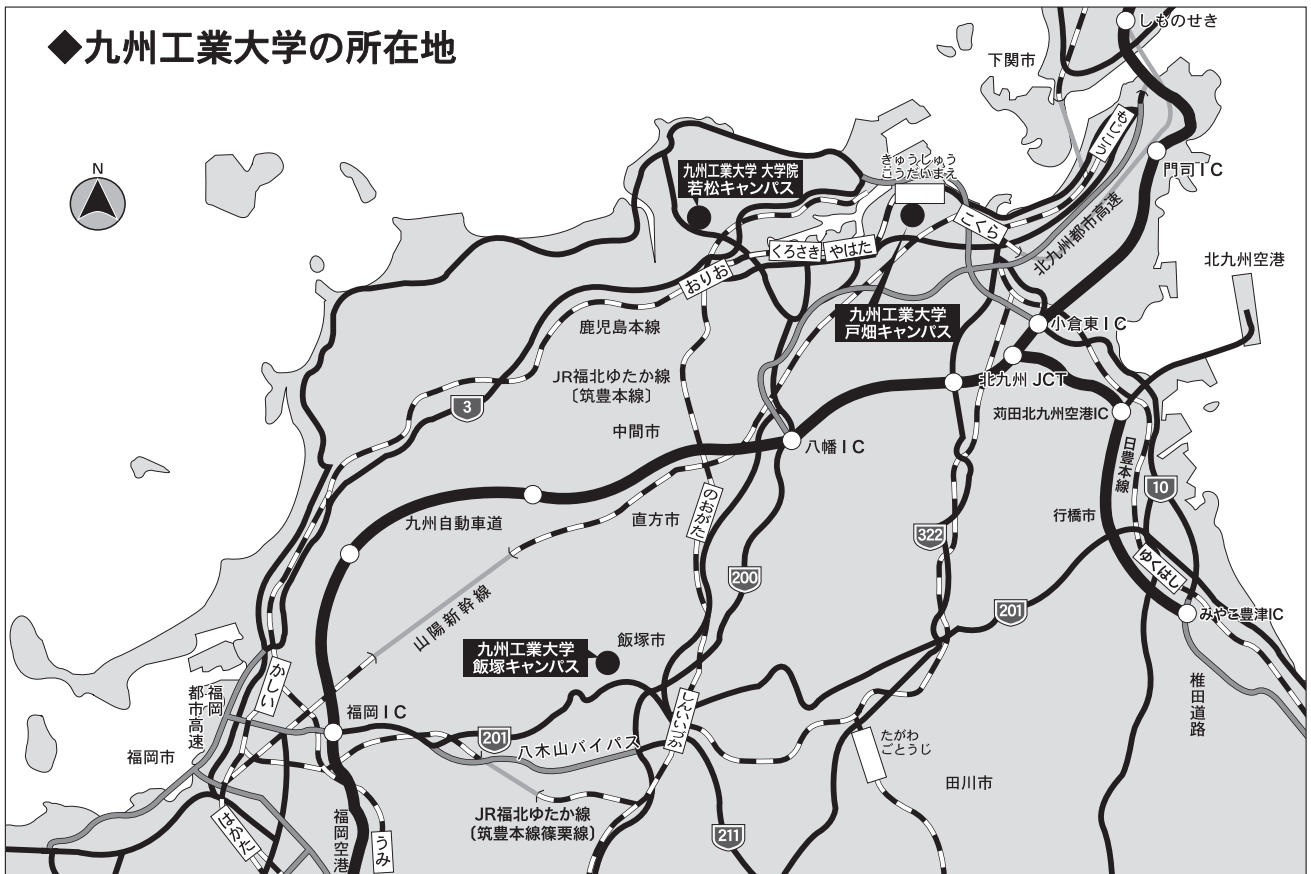 ◆九州工業大学の所在地
しものせき
下関市
N
もじこう
門司IC
九州工業大学 大学院
若松キャンパス
きゅうしゅう
こうだいまえ
こくら
北九州都市高速
北九州空港
くろさき
やはた
おりお
九州工業大学
戸畑キャンパス
小倉東IC
鹿児島本線
北九州JCT
JR福北ゆたか線
〔筑豊本線〕
3
苅田北九州空港IC
中間市
八幡IC
日豊本線
10
のおがた
九州自動車道
直方市
行橋市
322
ゆくはし
200
201
みやこ豊津IC
山陽新幹線
九州工業大学
飯塚キャンパス
飯塚市
かしい
福岡
都市高速
福岡IC
しんいいづか
椎田道路
201
八木山バイパス
たがわ
ごとうじ
福岡市
田川市
JR福北ゆたか線
〔筑豊本線篠栗線〕
はかた
福岡空港
うみ
211